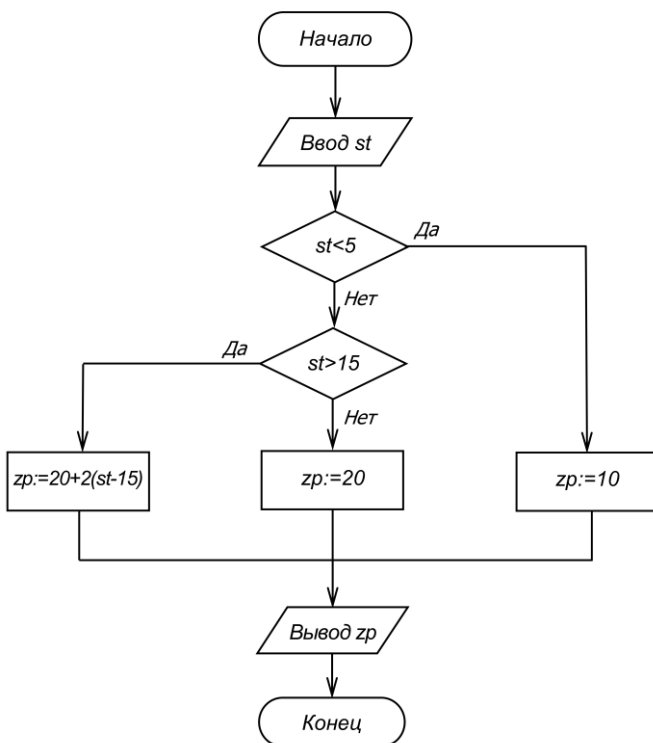 Начало
Ввод st
st<5
Да
Нет
st>15
Да
Нет
zp:=20+2(st-15)
zp:=20
zp:=10
Вывод zp
Конец